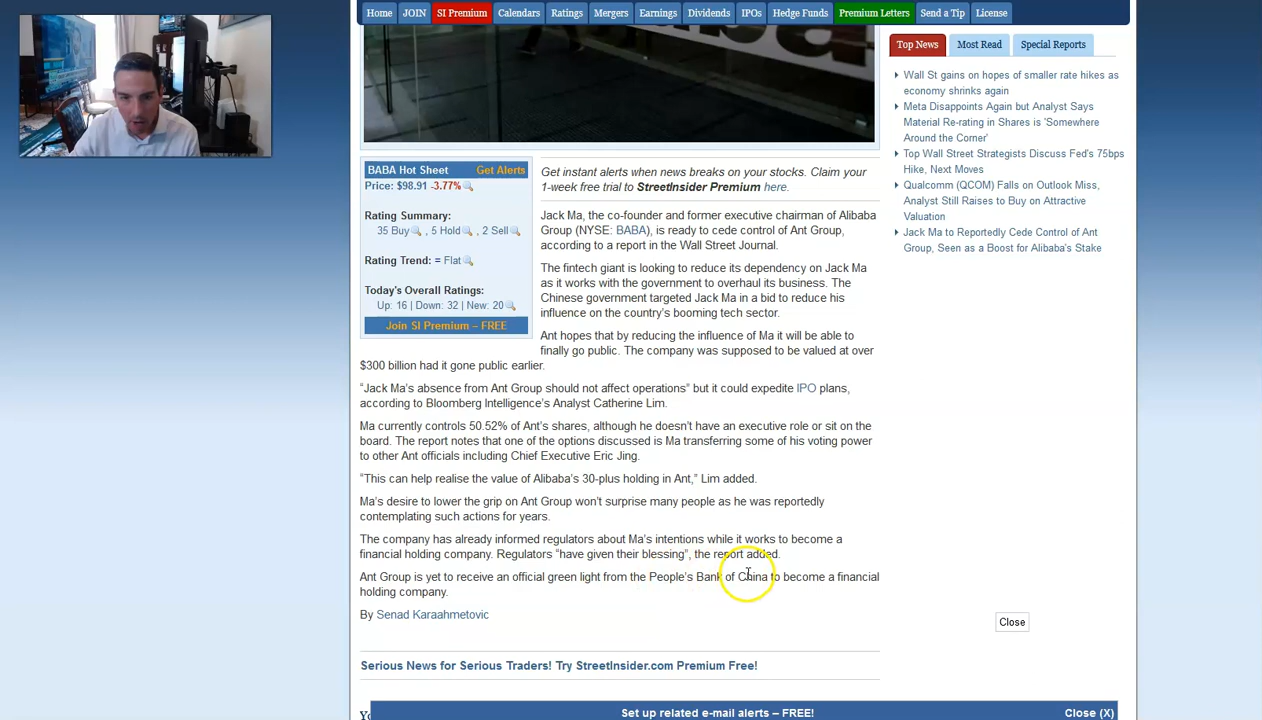 Home JOIN SI Premium Calendars Ratings Mergers Earnings Dividends IPOs Hedge Funds Premium Letters Send a Tip License
Top News Most Read Special Reports
Wall St gains on hopes of smaller rate hikes as
economy shrinks again
Meta Disappoints Again but Analyst Says
Material Re-rating in Shares is 'Somewhere
Around the Corner'
Top Wall Street Strategists Discuss Fed's 75bps
Hike, Next Moves
Qualcomm (QCOM) Falls on Outlook Miss,
Analyst Still Raises to Buy on Attractive
Valuation
Jack Ma to Reportedly Cede Control of Ant
Group, Seen as a Boost for Alibaba's Stake
BABA Hot Sheet Get Alerts
Price: $98.91 -3.77%
Rating Summary:
35 Buy , 5 Hold , 2 Sell
Rating Trend: = Flat
Today's Overall Ratings:
Up: 16 | Down: 32 | New: 20
Join SI Premium – FREE
Get instant alerts when news breaks on your stocks. Claim your
1-week free trial to StreetInsider Premium here.
Jack Ma, the co-founder and former executive chairman of Alibaba
Group (NYSE: BABA), is ready to cede control of Ant Group,
according to a report in the Wall Street Journal.
The fintech giant is looking to reduce its dependency on Jack Ma
as it works with the government to overhaul its business. The
Chinese government targeted Jack Ma in a bid to reduce his
influence on the country's booming tech sector.
Ant hopes that by reducing the influence of Ma it will be able to
finally go public. The company was supposed to be valued at over
$300 billion had it gone public earlier.
“Jack Ma's absence from Ant Group should not affect operations” but it could expedite IPO plans,
according to Bloomberg Intelligence's Analyst Catherine Lim.
Ma currently controls 50.52% of Ant's shares, although he doesn't have an executive role or sit on the
board. The report notes that one of the options discussed is Ma transferring some of his voting power
to other Ant officials including Chief Executive Eric Jing.
“This can help realise the value of Alibaba's 30-plus holding in Ant,” Lim added.
Ma's desire to lower the grip on Ant Group won't surprise many people as he was reportedly
contemplating such actions for years.
The company has already informed regulators about Ma's intentions while it works to become a
financial holding company. Regulators “have given their blessing”, the report added.
Ant Group is yet to receive an official green light from the People's Bank of China to become a financial
holding company.
By Senad Karaahmetovic
Close
Serious News for Serious Traders! Try StreetInsider.com Premium Free!
Set up related e-mail alerts – FREE! Close (X)